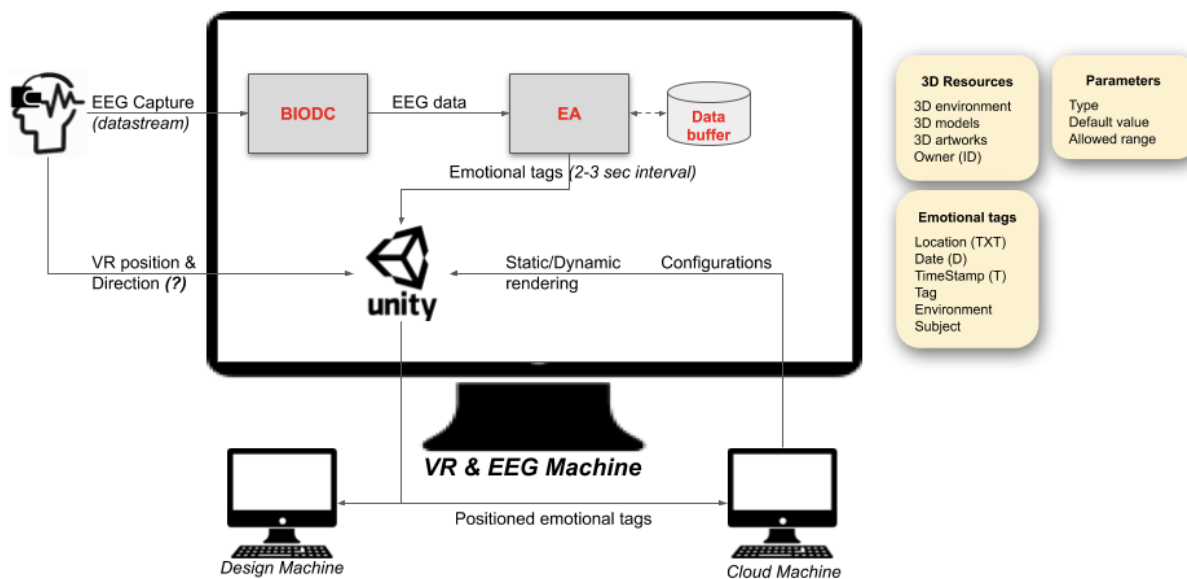 EEG Capture
(datastream)
BIODC
EEG data
EA
Data
buffer
Emotional tags (2-3 sec interval)
VR position &
Direction (?)
unity
Static/Dynamic
rendering
Configurations
VR & EEG Machine
Positioned emotional tags
Design Machine
Cloud Machine
3D Resources
3D environment
3D models
3D artworks
Owner (ID)
Parameters
Type
Default value
Allowed range
Emotional tags
Location (TXT)
Date (D)
TimeStamp (T)
Tag
Environment
Subject